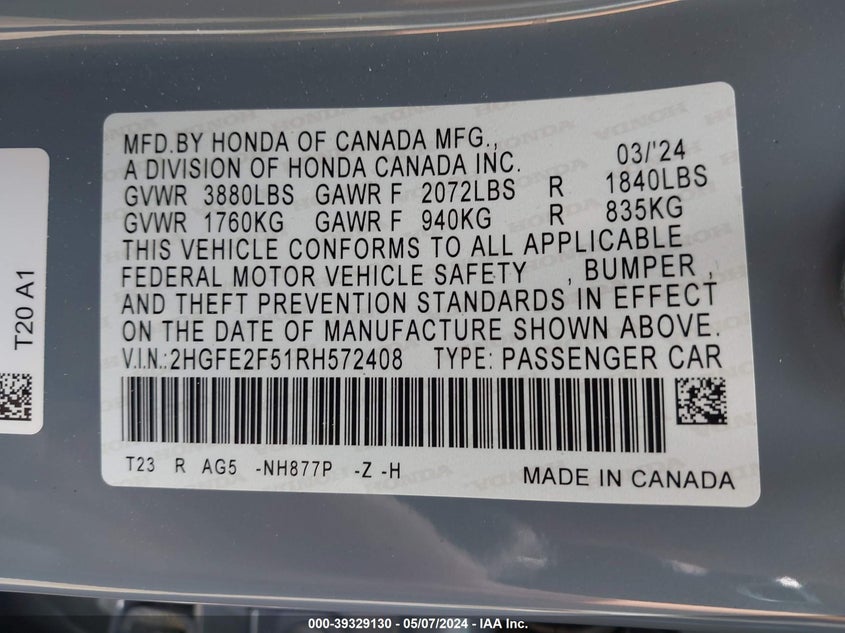 MFD.BY HONDA OF CANADA MFG.,
A DIVISION OF HONDA CANADA INC. 03/'24
GVWR 3880LBS GAWR F 2072LBS R 1840LBS
GVWR 1760KG GAWR F 940KG R 835KG
THIS VEHICLE CONFORMS TO ALL APPLICABLE
FEDERAL MOTOR VEHICLE SAFETY , BUMPER ,
AND THEFT PREVENTION STANDARDS IN EFFECT
ON THE DATE OF MANUFACTURE SHOWN ABOVE.
V.I.N.:2HGFE2F51RH572408 TYPE: PASSENGER CAR
T23 R AG5 -NH877P -Z -H
MADE IN CANADA
T20 A1
000-39329130 - 05/07/2024 - IAA Inc.